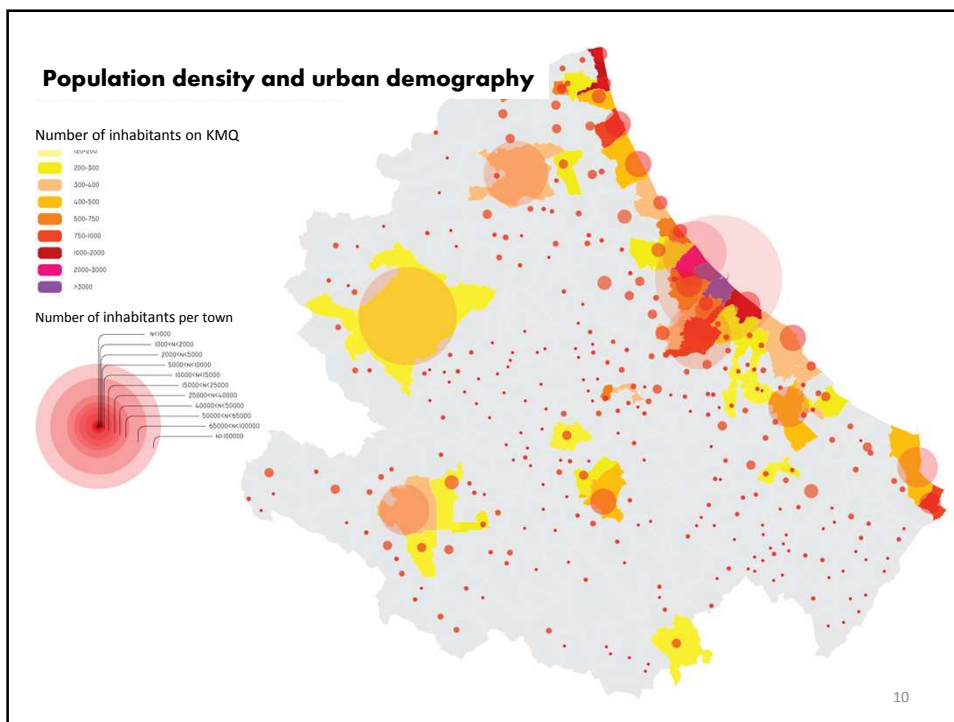 Population density and urban demography
Number of inhabitants on KMQ
120-200
200-300
300-400
400-500
500-750
750-1000
1000-2000
2000-3000
>3000
Number of inhabitants per town
N<1000
1000<N<2000
2000<N<5000
5000<N<10000
10000<N<15000
15000<N<25000
25000<N<40000
40000<N<50000
50000<N<65000
65000<N<100000
N>100000
10